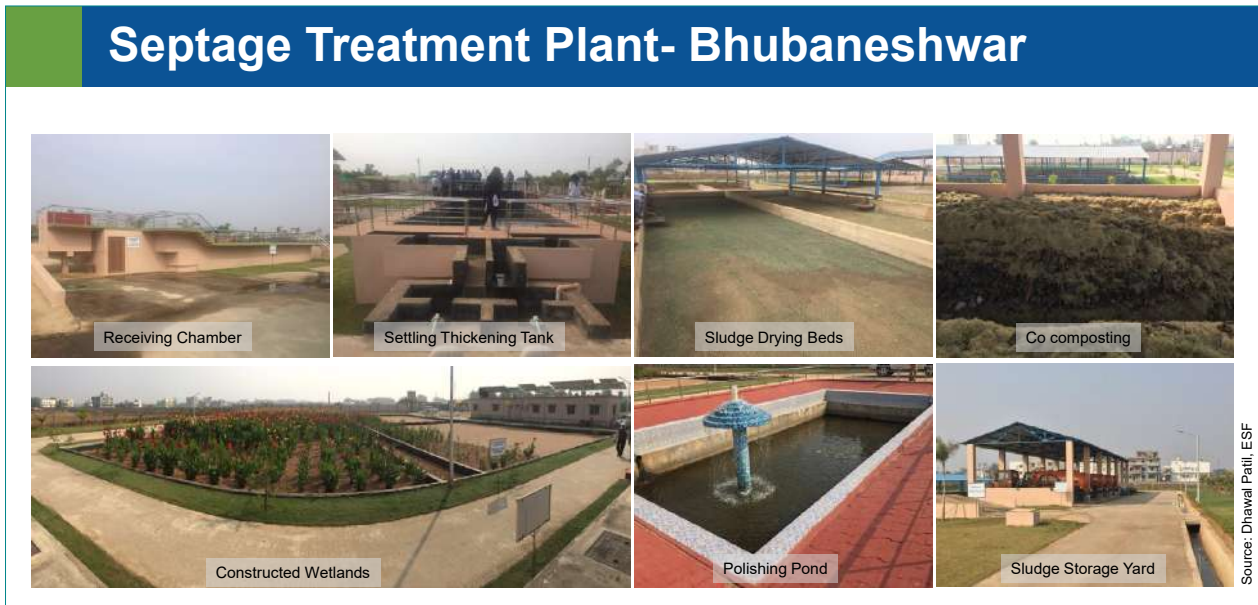 Septage Treatment Plant- Bhubaneshwar
Receiving Chamber
Settling Thickening Tank
Sludge Drying Beds
Co composting
Constructed Wetlands
Polishing Pond
Sludge Storage Yard
Source: Dhawal Patil, ESF